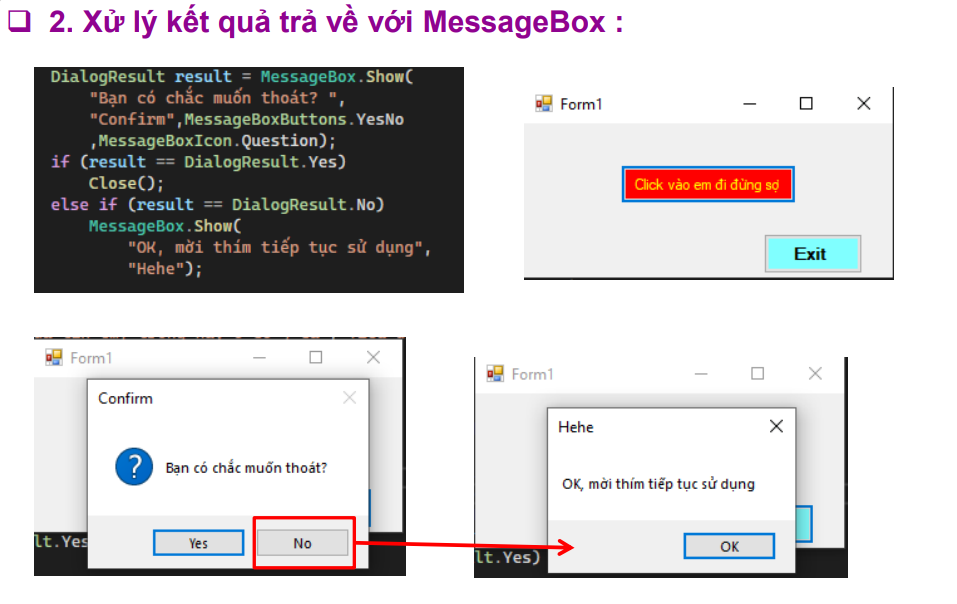 2. Xử lý kết quả trả về với MessageBox :
DialogResult result = MessageBox.Show(
"Bạn có chắc muốn thoát? ",
"Confirm",MessageBoxButtons.YesNo
,MessageBoxIcon.Question);
if (result == DialogResult.Yes)
Close();
else if (result == DialogResult.No)
MessageBox.Show(
"OK, mời thím tiếp tục sử dụng",
"Hehe");
Form1
Click vào em đi đừng sợ
Exit
Form1
Confirm
Bạn có chắc muốn thoát?
lt.Yes
Yes
No
Form1
Hehe
OK, mời thím tiếp tục sử dụng
OK
lt.Yes)